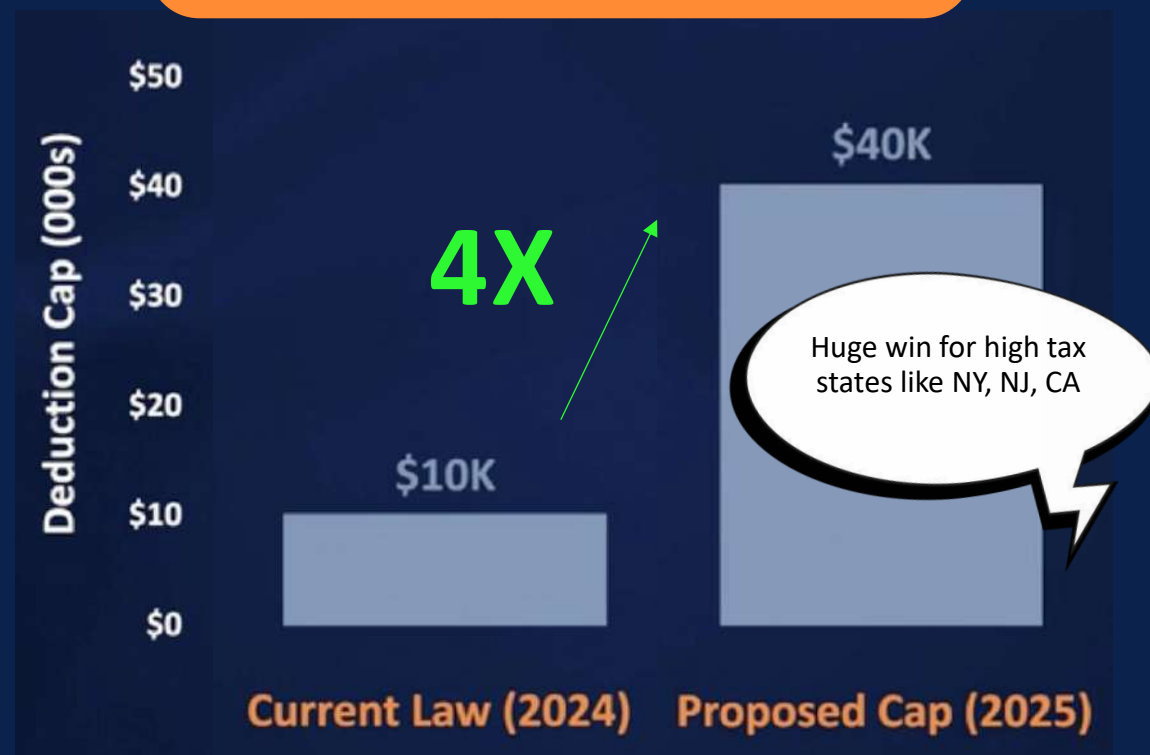 Deduction Cap (000s)
$50
$40
$30
$20
$10
$0
$10K
4X
$40K
Huge win for high tax
states like NY, NJ, CA
Current Law (2024)
Proposed Cap (2025)